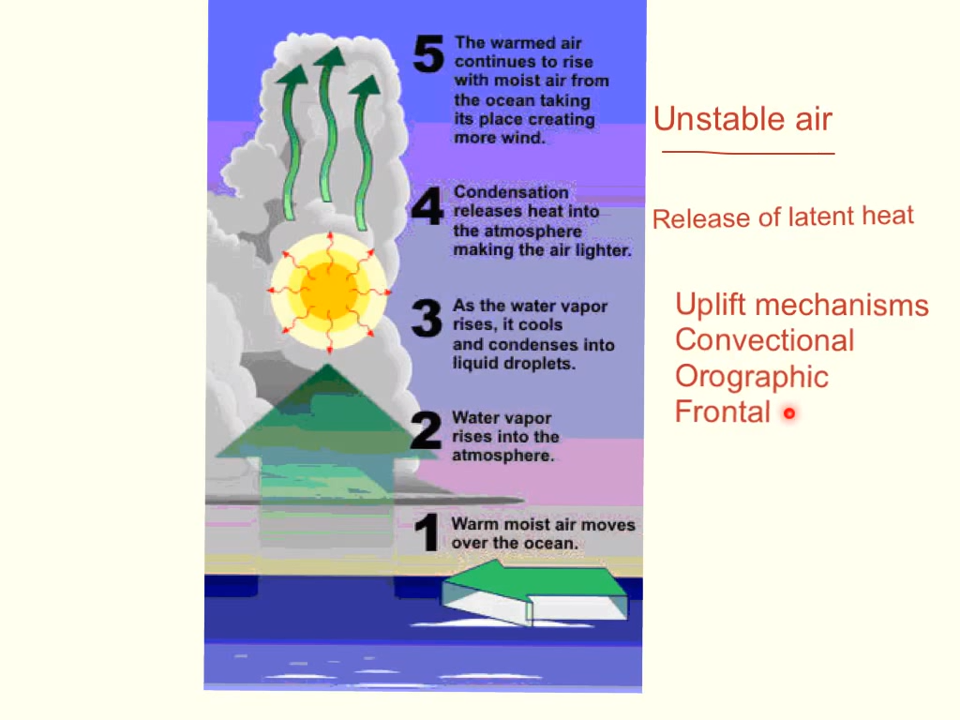 5
The warmed air
continues to rise
with moist air from
the ocean taking
its place creating
more wind.
4
Condensation
releases heat into
the atmosphere
making the air lighter.
3
As the water vapor
rises, it cools
and condenses into
liquid droplets.
2
Water vapor
rises into the
atmosphere.
1
Warm moist air moves
over the ocean.
Unstable air
Release of latent heat
Uplift mechanisms
Convectional
Orographic
Frontal